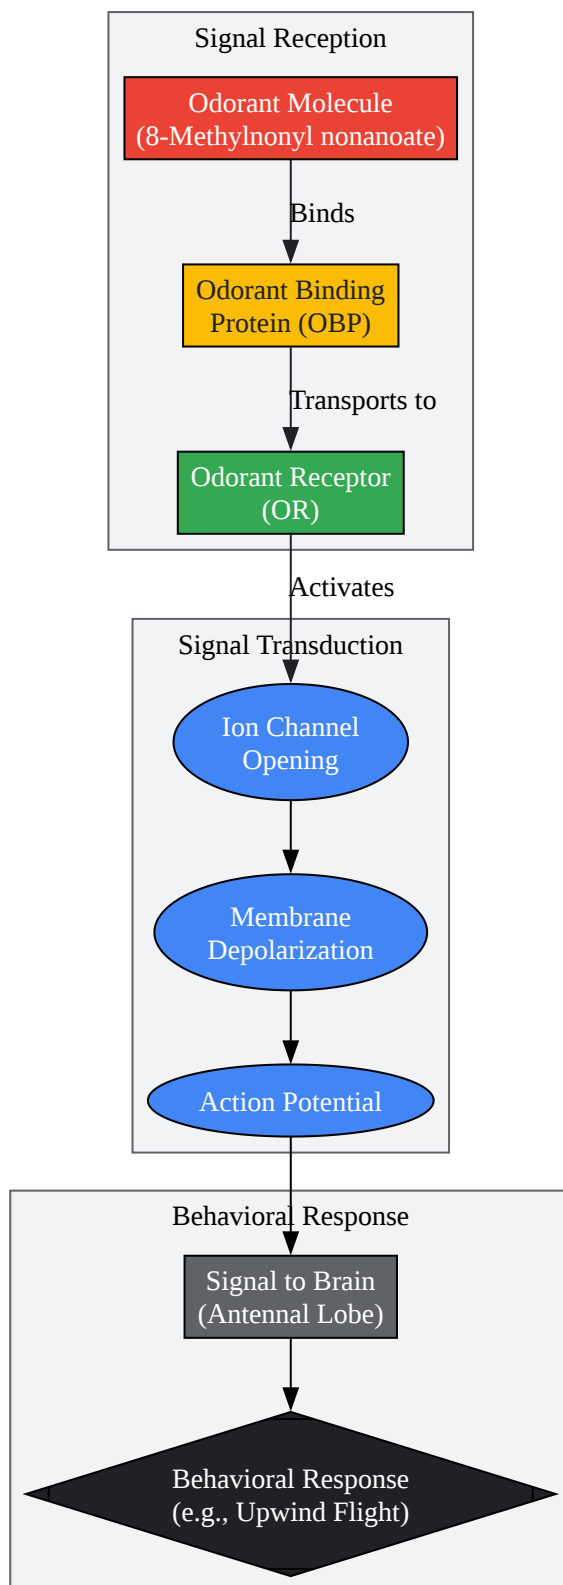 Signal Reception
Odorant Molecule
(8-Methylnonyl nonanoate)
Binds
Odorant Binding
Protein (OBP)
Transports to
Odorant Receptor
(OR)
Activates
Signal Transduction
Ion Channel
Opening
Membrane
Depolarization
Action Potential
Behavioral Response
Signal to Brain
(Antennal Lobe)
Behavioral Response
(e.g., Upwind Flight)